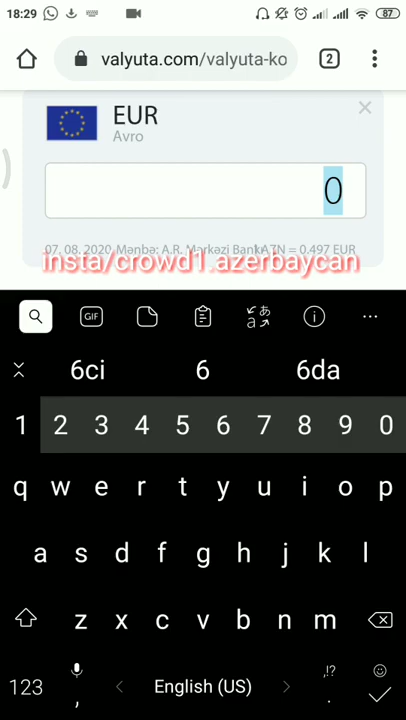 18:29 87
valyuta.com/valyuta-ko 2
EUR
Avro
0
07. 08. 2020 Mənbə: A.R. Mərkəzi Bank AZN = 0.497 EUR
insta/crowd1.azerbaycan
GIF
6ci 6 6da
1 2 3 4 5 6 7 8 9 0
q w e r t y u i o p
a s d f g h j k l
z x c v b n m
123 , < English (US) > ,!? .